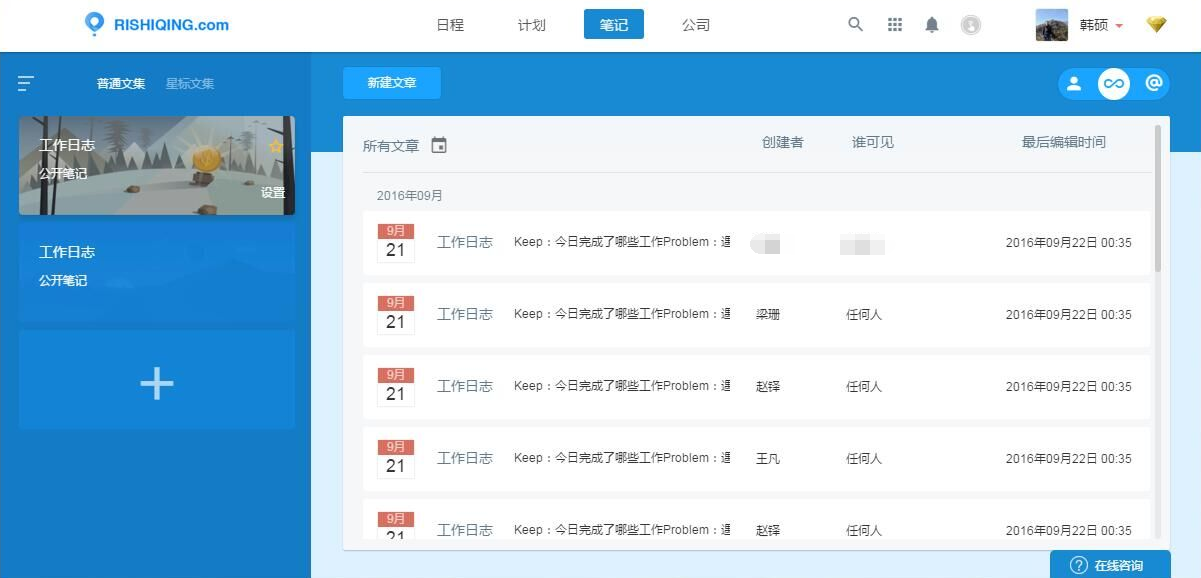 RISHIQING.com 日程 计划 笔记 公司 韩硕
普通文集 星标文集
工作日志
公开笔记
设置
工作日志
公开笔记
新建文章
所有文章 创建者 谁可见 最后编辑时间
2016年09月
9月 21 工作日志 Keep：今日完成了哪些工作Problem： 2016年09月22日 00:35
9月 21 工作日志 Keep：今日完成了哪些工作Problem： 梁珊 任何人 2016年09月22日 00:35
9月 21 工作日志 Keep：今日完成了哪些工作Problem： 赵铎 任何人 2016年09月22日 00:35
9月 21 工作日志 Keep：今日完成了哪些工作Problem： 王凡 任何人 2016年09月22日 00:35
9月 21 工作日志 Keep：今日完成了哪些工作Problem： 赵铎 任何人 2016年09月22日 00:35
在线咨询